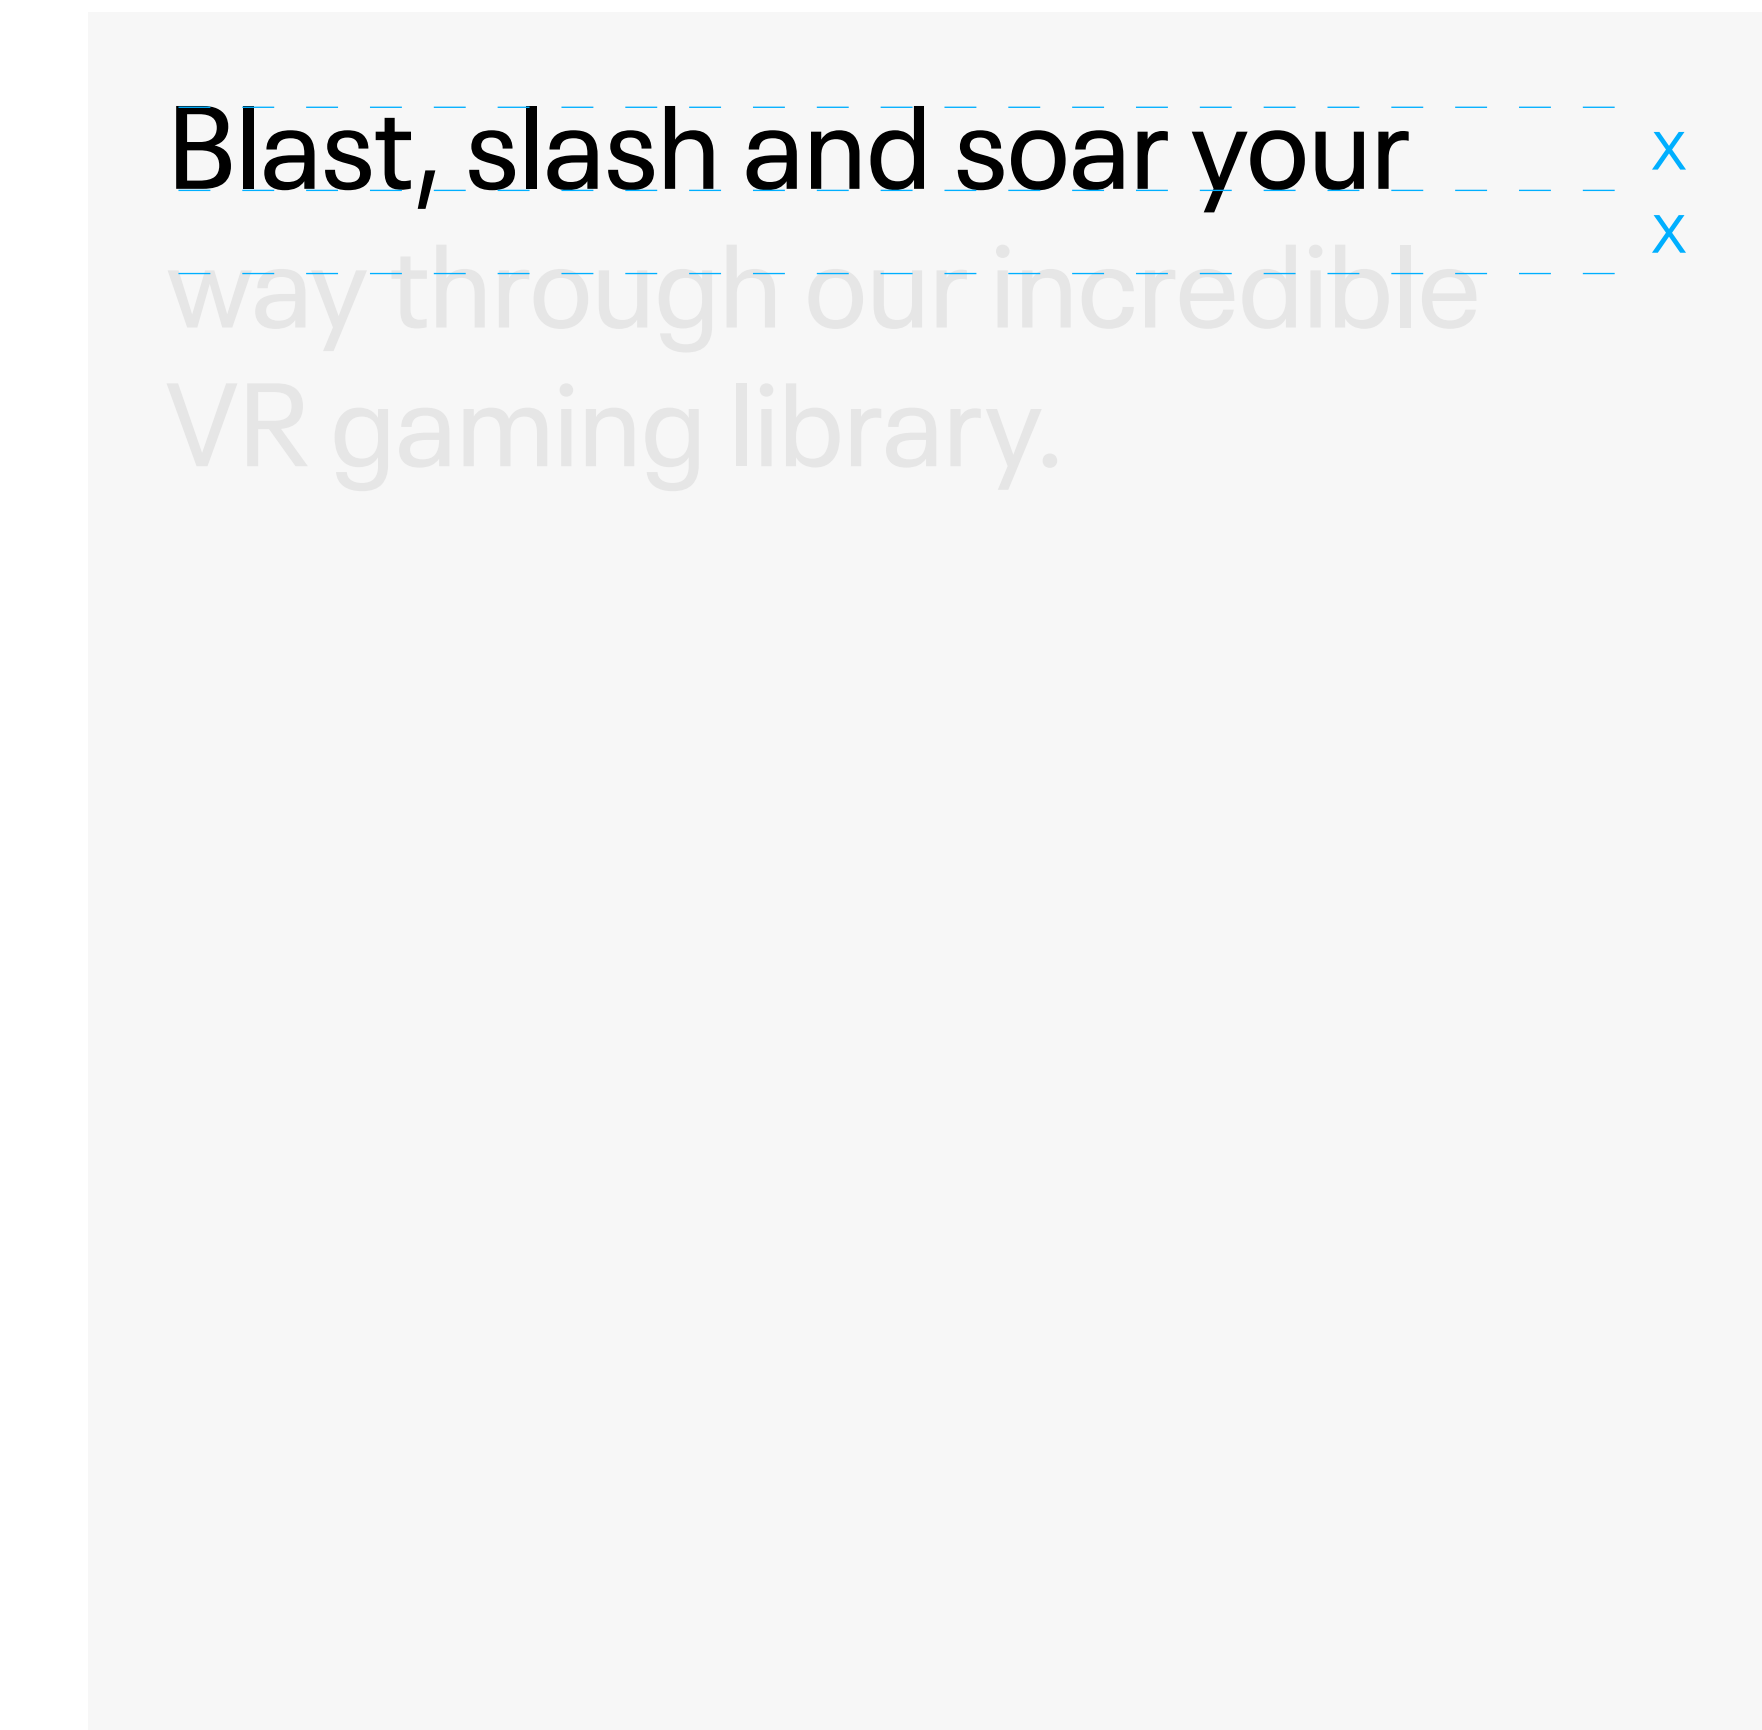 Blast, slash and soar your
X
X
way through our incredible
VR gaming library.